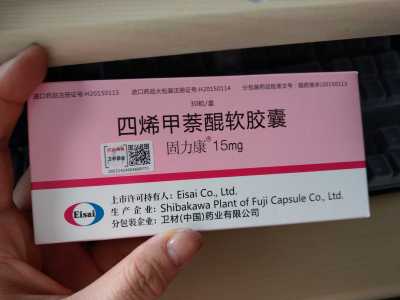 进口药品注册证号:H20150113 进口药品大包装注册证号:H20150114
30粒/盒
四烯甲萘醌软胶囊
固力康® 15mg
Eisai
上市许可持有人: Eisai Co., Ltd.
生产企业: Shibakawa Plant of Fuji Capsule Co., Ltd.
分包装企业: 卫材(中国)药业有限公司